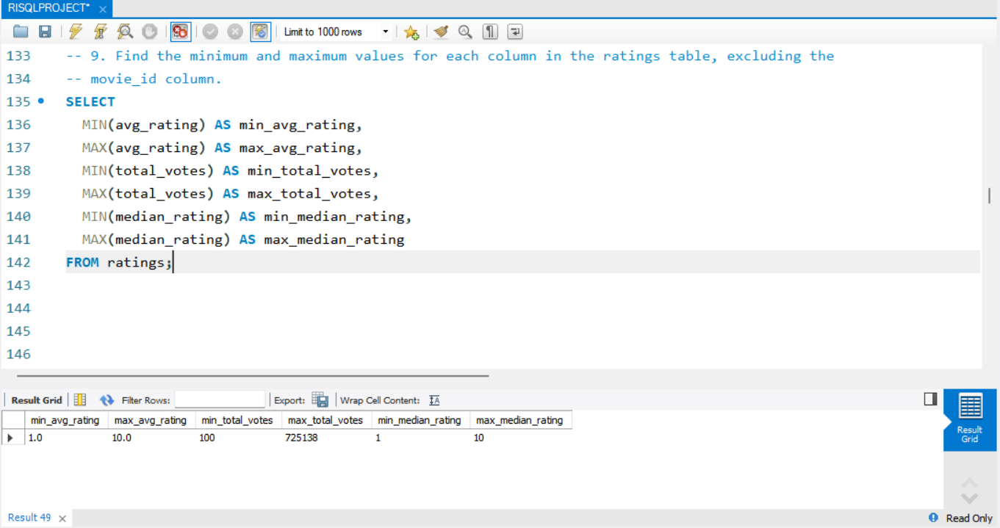 RISQLPROJECT* ×
Limit to 1000 rows
133 -- 9. Find the minimum and maximum values for each column in the ratings table, excluding the
134 -- movie_id column.
135 SELECT
136 MIN(avg_rating) AS min_avg_rating,
137 MAX(avg_rating) AS max_avg_rating,
138 MIN(total_votes) AS min_total_votes,
139 MAX(total_votes) AS max_total_votes,
140 MIN(median_rating) AS min_median_rating,
141 MAX(median_rating) AS max_median_rating
142 FROM ratings;
143
144
145
146
Result Grid Filter Rows: Export: Wrap Cell Content:
min_avg_rating max_avg_rating min_total_votes max_total_votes min_median_rating max_median_rating
1.0 10.0 100 725138 1 10
Result
Grid
Result 49 × Read Only